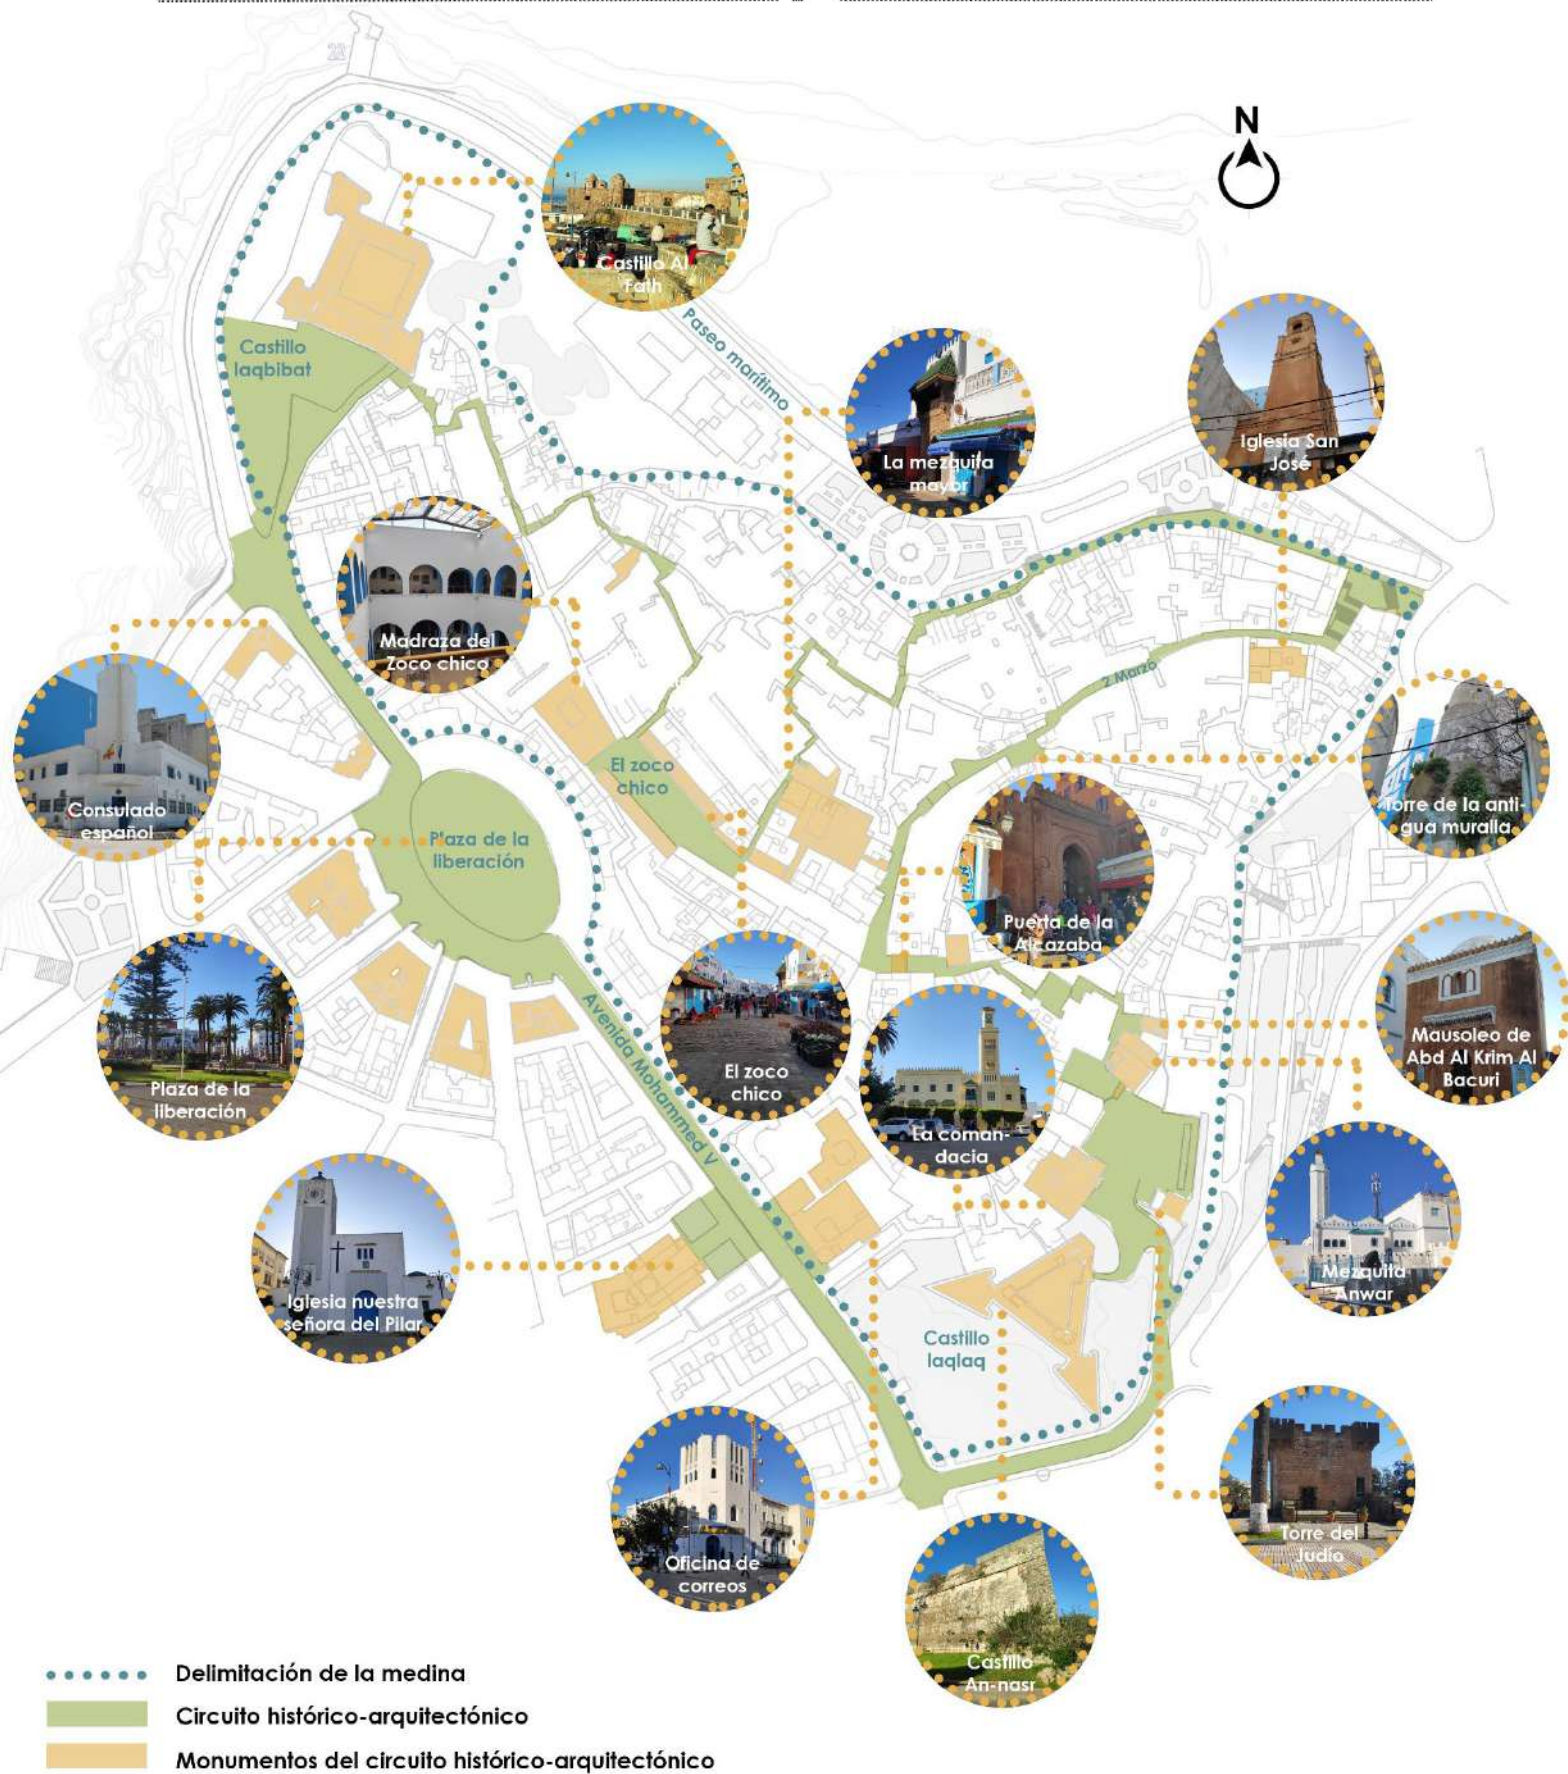 N
Castillo Al
Fath
Castillo
laqbibat
Paseo marítimo
La mezquita
mayor
Iglesia San
José
Madraza del
Zoco chico
2 Marzo
Consulado
español
El zoco
chico
Torre de la anti-
gua muralla
Plaza de la
liberación
Puerta de la
Alcazaba
Plaza de la
liberación
Avenida Mohammed V
El zoco
chico
Mausoleo de
Abd Al Krim Al
Bacuri
La coman-
dacia
Iglesia nuestra
señora del Pilar
Mezquita
Anwar
Castillo
laqlaq
Oficina de
correos
Torre del
Judío
Castillo
An-nasr
Delimitación de la medina
Circuito histórico-arquitectónico
Monumentos del circuito histórico-arquitectónico